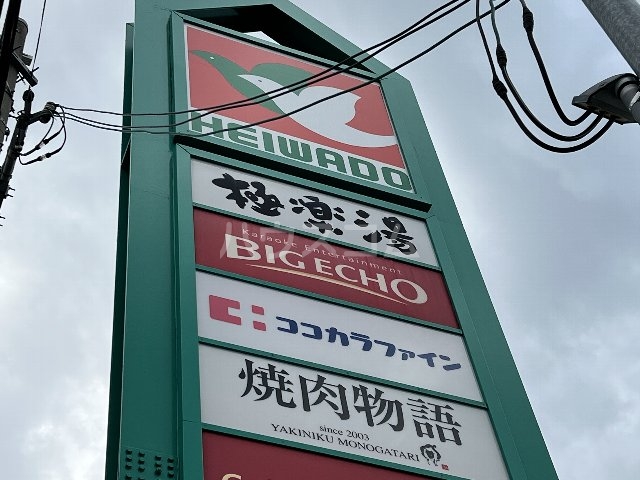 HEIWADO
極楽湯
Karaoke Entertainment
BIG ECHO
ココカラファイン
焼肉物語
since 2003
YAKINIKU MONOGATARI